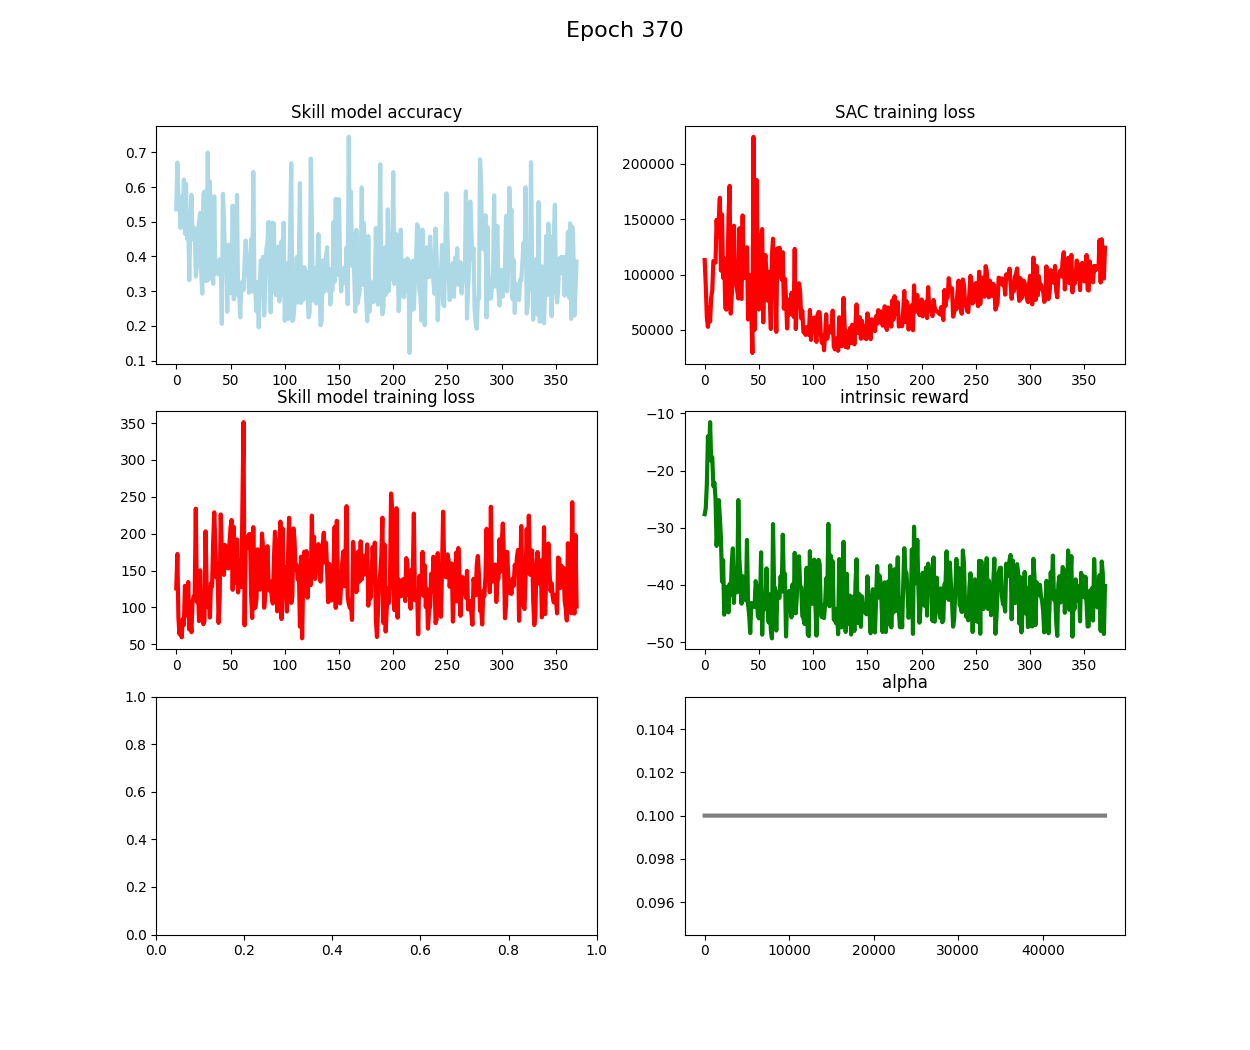 Epoch 370
Skill model accuracy
0.7
0.6
0.5
0.4
0.3
0.2
0.1
0 50 100 150 200 250 300 350
SAC training loss
200000
150000
100000
50000
0 50 100 150 200 250 300 350
Skill model training loss
350
300
250
200
150
100
50
0 50 100 150 200 250 300 350
intrinsic reward
−10
−20
−30
−40
−50
0 50 100 150 200 250 300 350
1.0
0.8
0.6
0.4
0.2
0.0
0.0 0.2 0.4 0.6 0.8 1.0
alpha
0.104
0.102
0.100
0.098
0.096
0 10000 20000 30000 40000